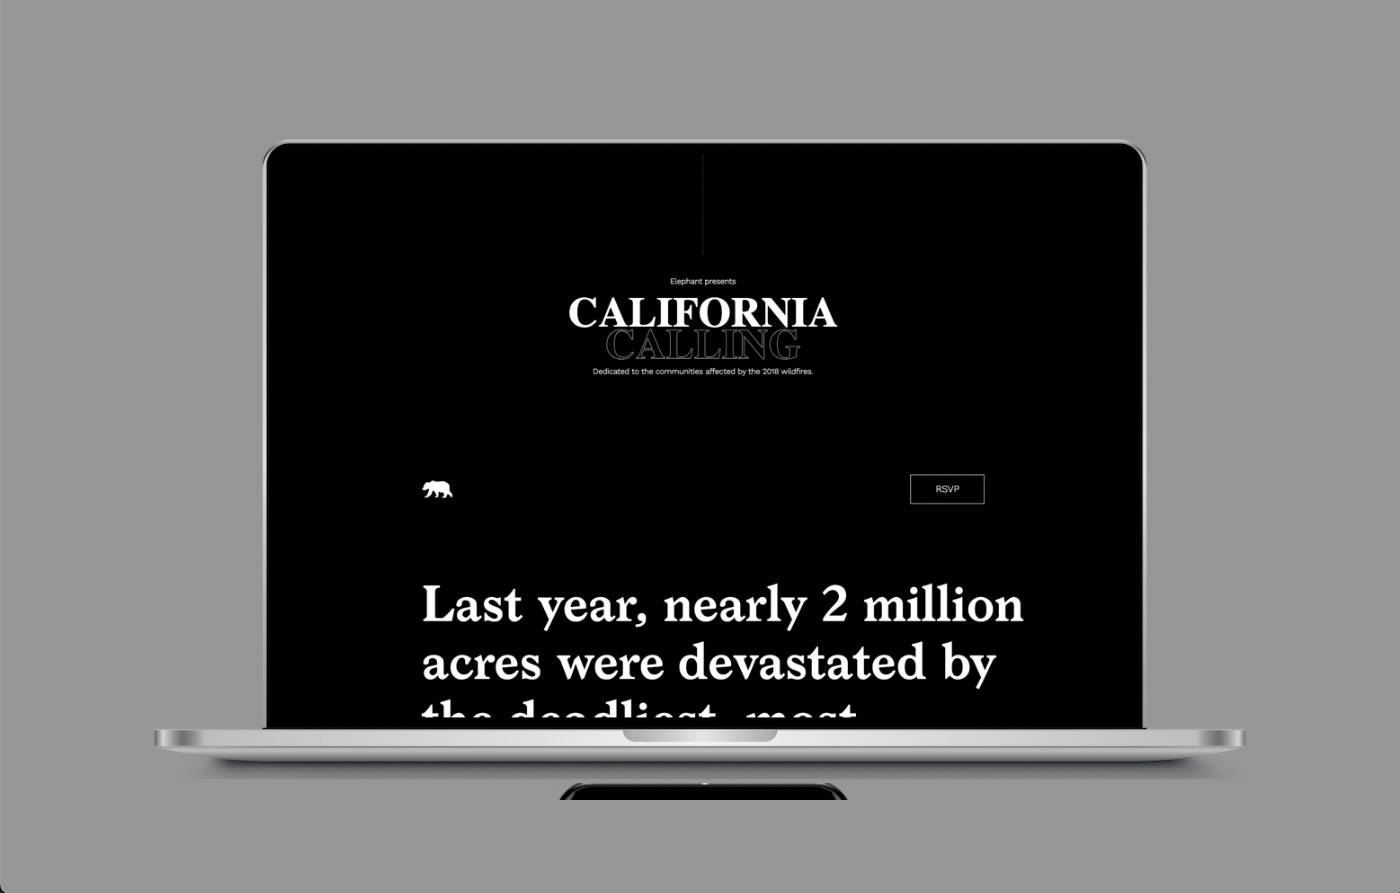 Elephant presents
CALIFORNIA
CALLING
Dedicated to the communities affected by the 2018 wildfires.
RSVP
Last year, nearly 2 million
acres were devastated by
the deadliest, most